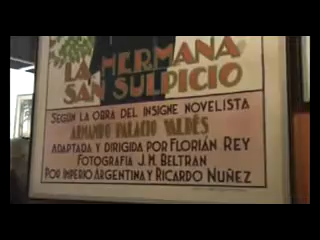 LA HERMANA
SAN SULPICIO
SEGÚN LA OBRA DEL INSIGNE NOVELISTA
ARMANDO PALACIO VALDÉS
ADAPTADA Y DIRIGIDA POR FLORIÁN REY
FOTOGRAFIA J.M. BELTRAN
POR IMPERIO ARGENTINA Y RICARDO NUÑEZ